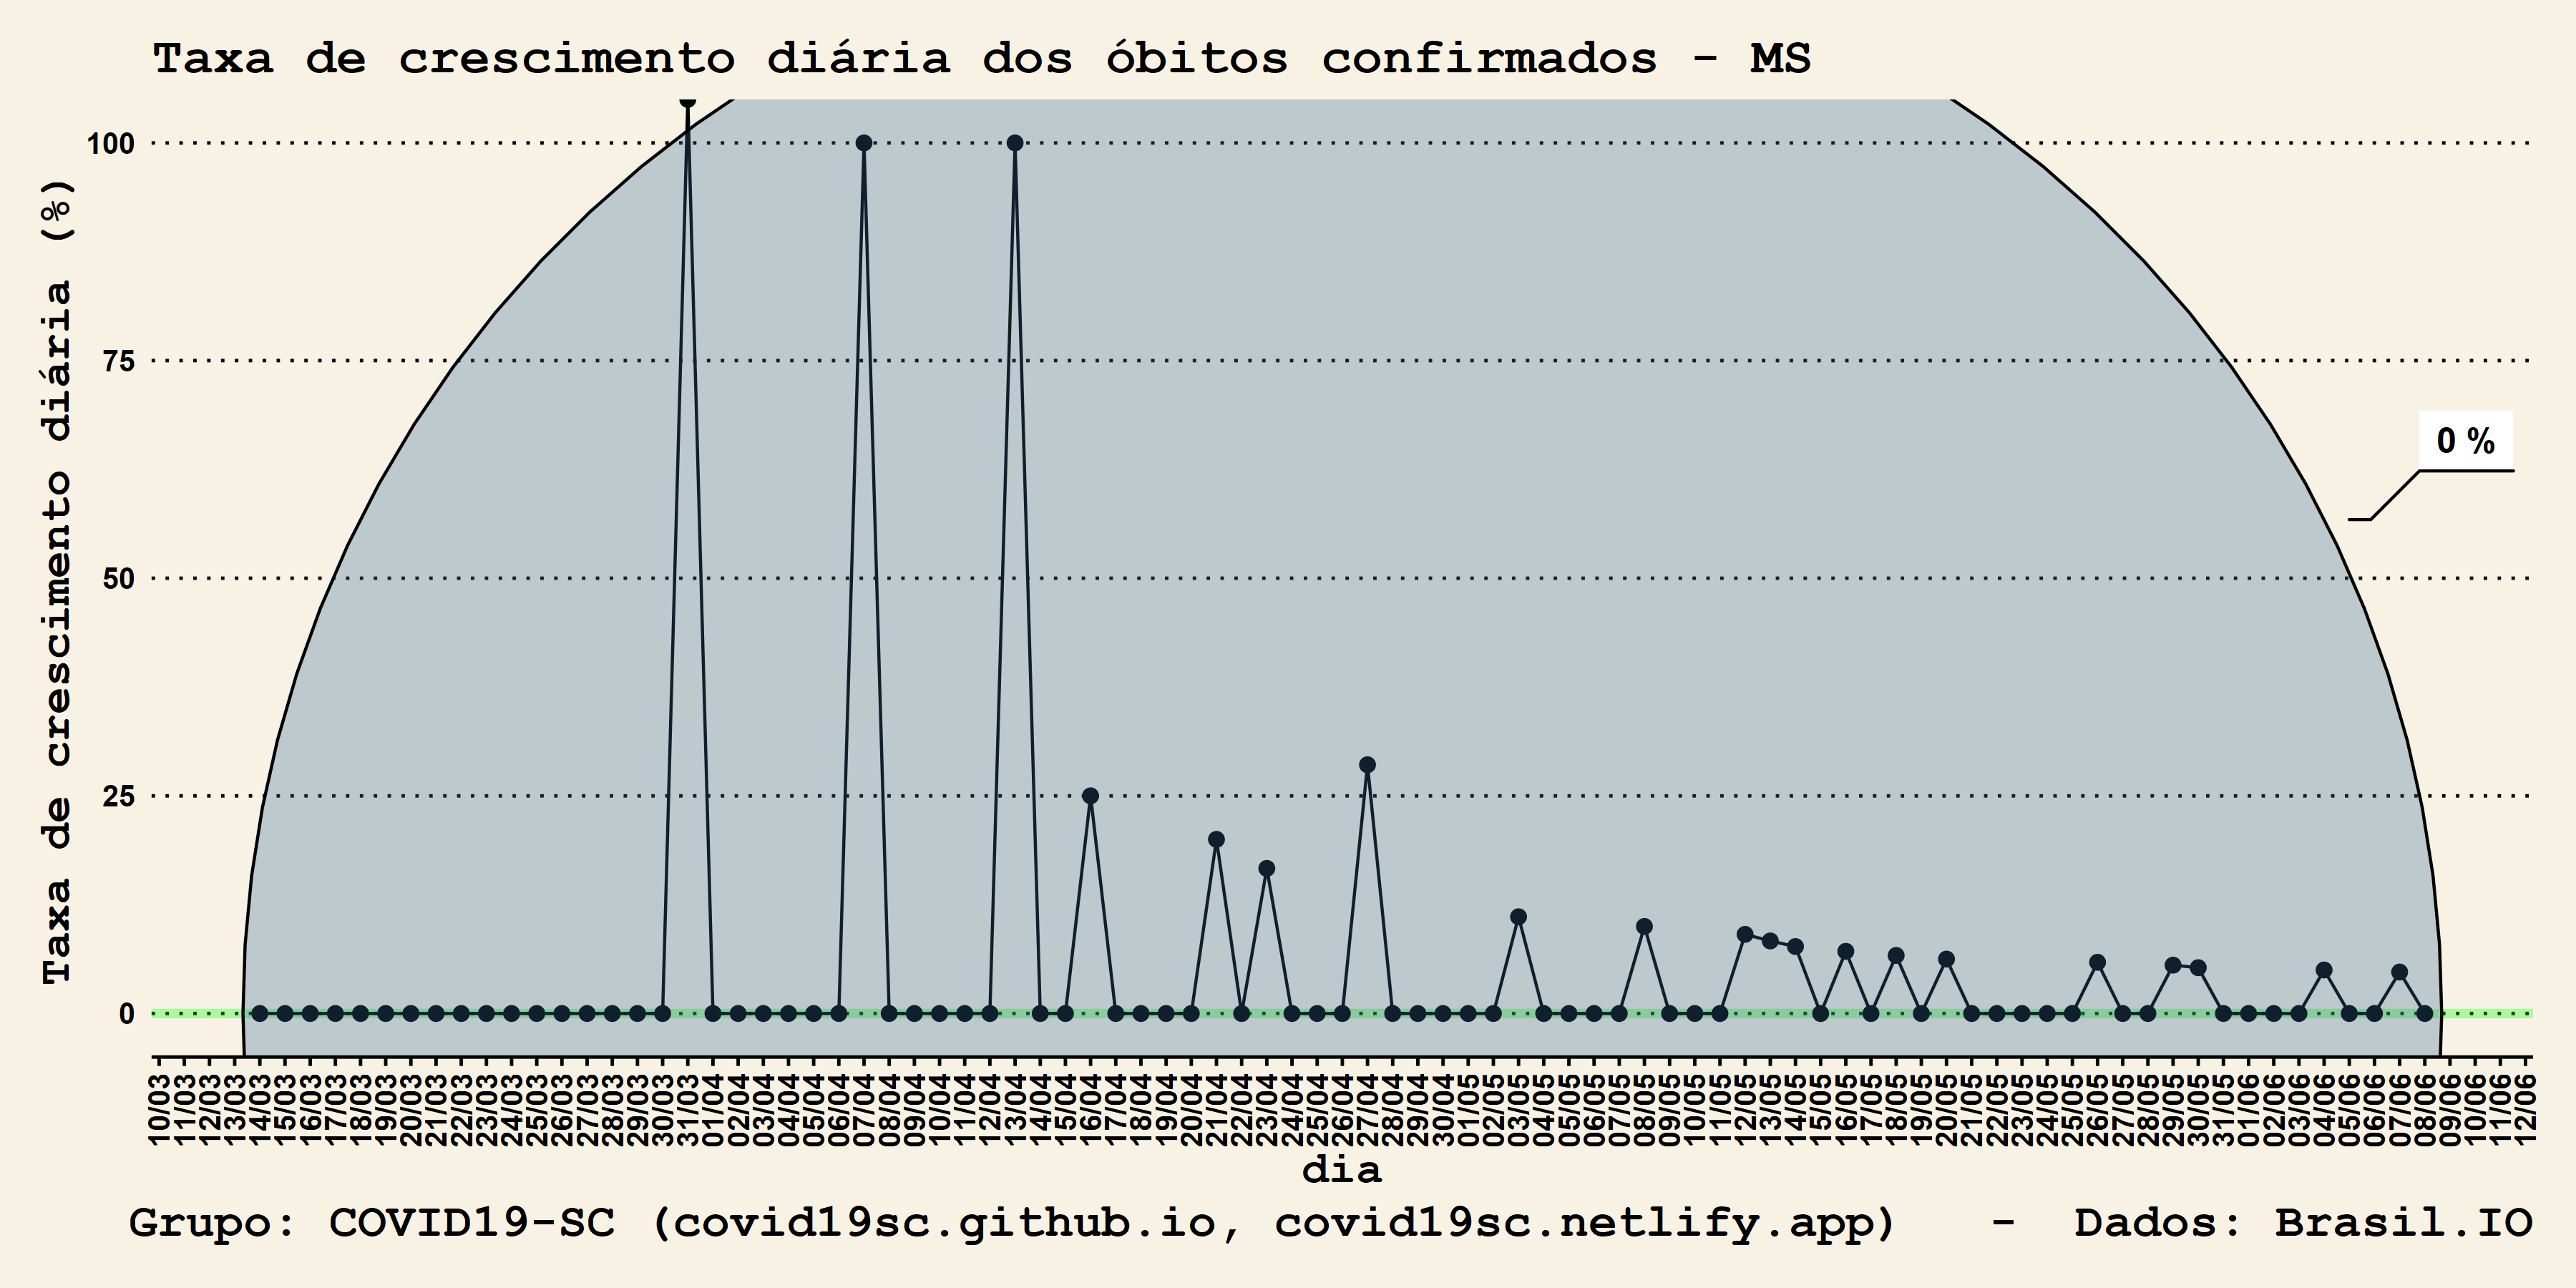 Taxa de crescimento diária dos óbitos confirmados - MS
Taxa de crescimento diária (%)
100
75
50
25
0
0 %
10/03 11/03 12/03 13/03 14/03 15/03 16/03 17/03 18/03 19/03 20/03 21/03 22/03 23/03 24/03 25/03 26/03 27/03 28/03 29/03 30/03 31/03 01/04 02/04 03/04 04/04 05/04 06/04 07/04 08/04 09/04 10/04 11/04 12/04 13/04 14/04 15/04 16/04 17/04 18/04 19/04 20/04 21/04 22/04 23/04 24/04 25/04 26/04 27/04 28/04 29/04 30/04 01/05 02/05 03/05 04/05 05/05 06/05 07/05 08/05 09/05 10/05 11/05 12/05 13/05 14/05 15/05 16/05 17/05 18/05 19/05 20/05 21/05 22/05 23/05 24/05 25/05 26/05 27/05 28/05 29/05 30/05 31/05 01/06 02/06 03/06 04/06 05/06 06/06 07/06 08/06 09/06 10/06 11/06 12/06
dia
Grupo: COVID19-SC (covid19sc.github.io, covid19sc.netlify.app) - Dados: Brasil.IO